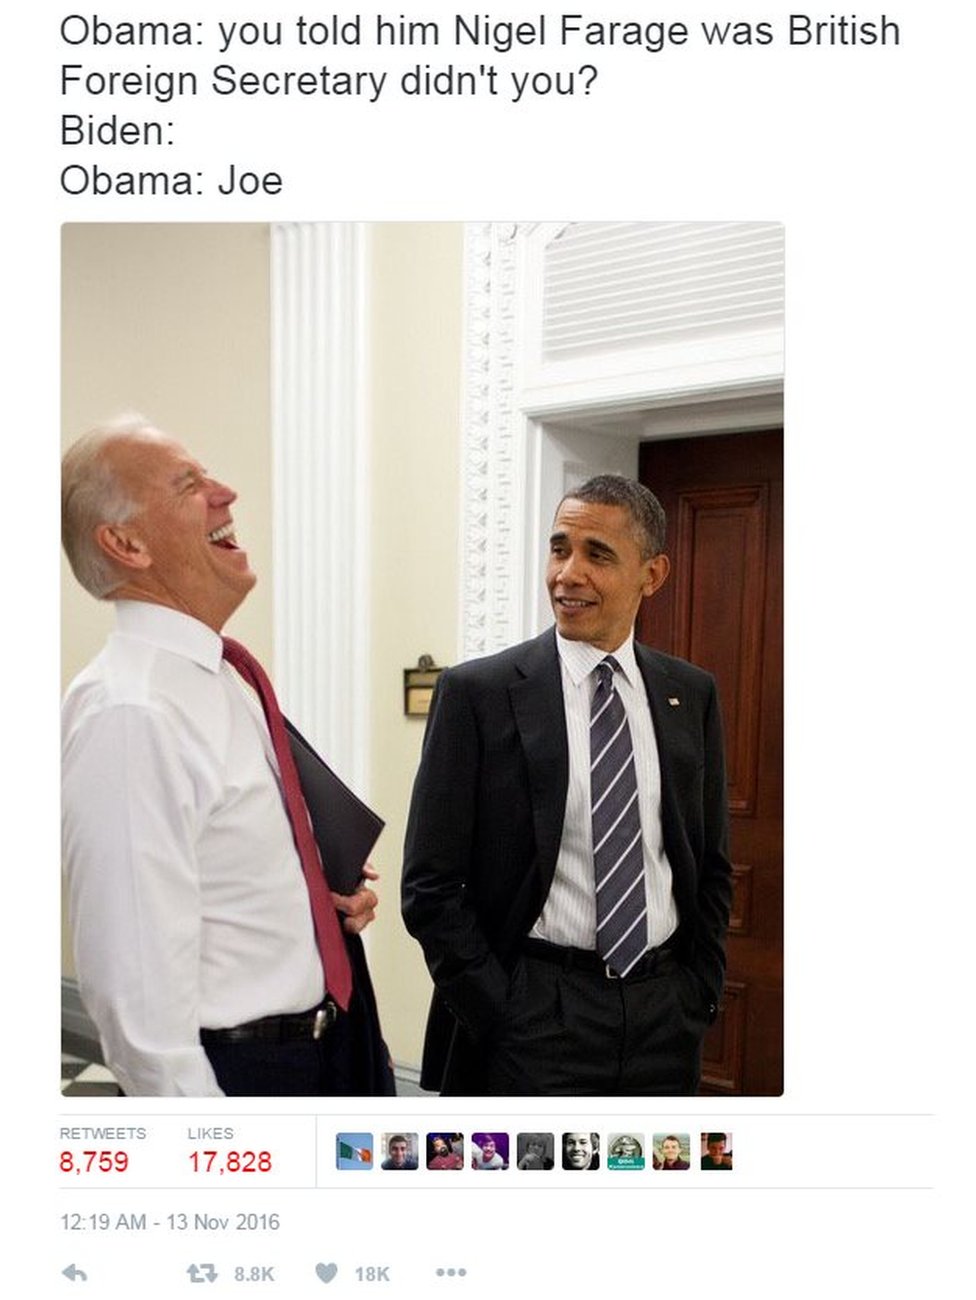 Obama: you told him Nigel Farage was British
Foreign Secretary didn't you?
Biden:
Obama: Joe
RETWEETS LIKES
8,759 17,828
12:19 AM - 13 Nov 2016
8.8K 18K